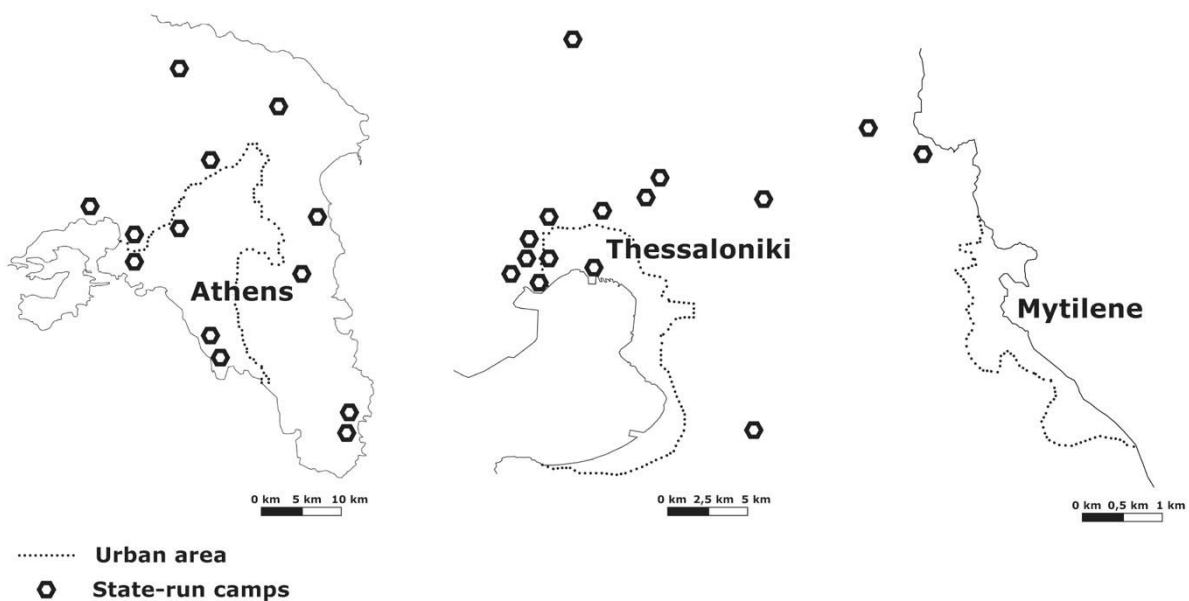 Athens
Thessaloniki
Mytilene
0 km 5 km 10 km
0 km 2,5 km 5 km
0 km 0,5 km 1 km
Urban area
State-run camps